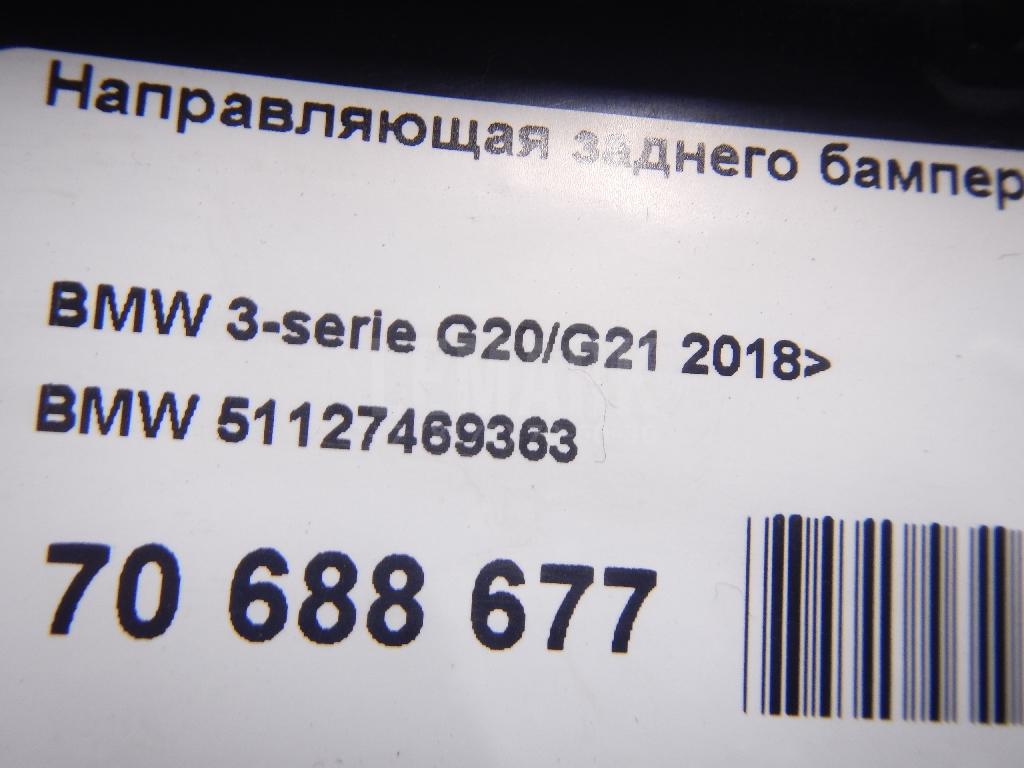 Направляющая заднего бампер
BMW 3-serie G20/G21 2018>
BMW 51127469363
70 688 677